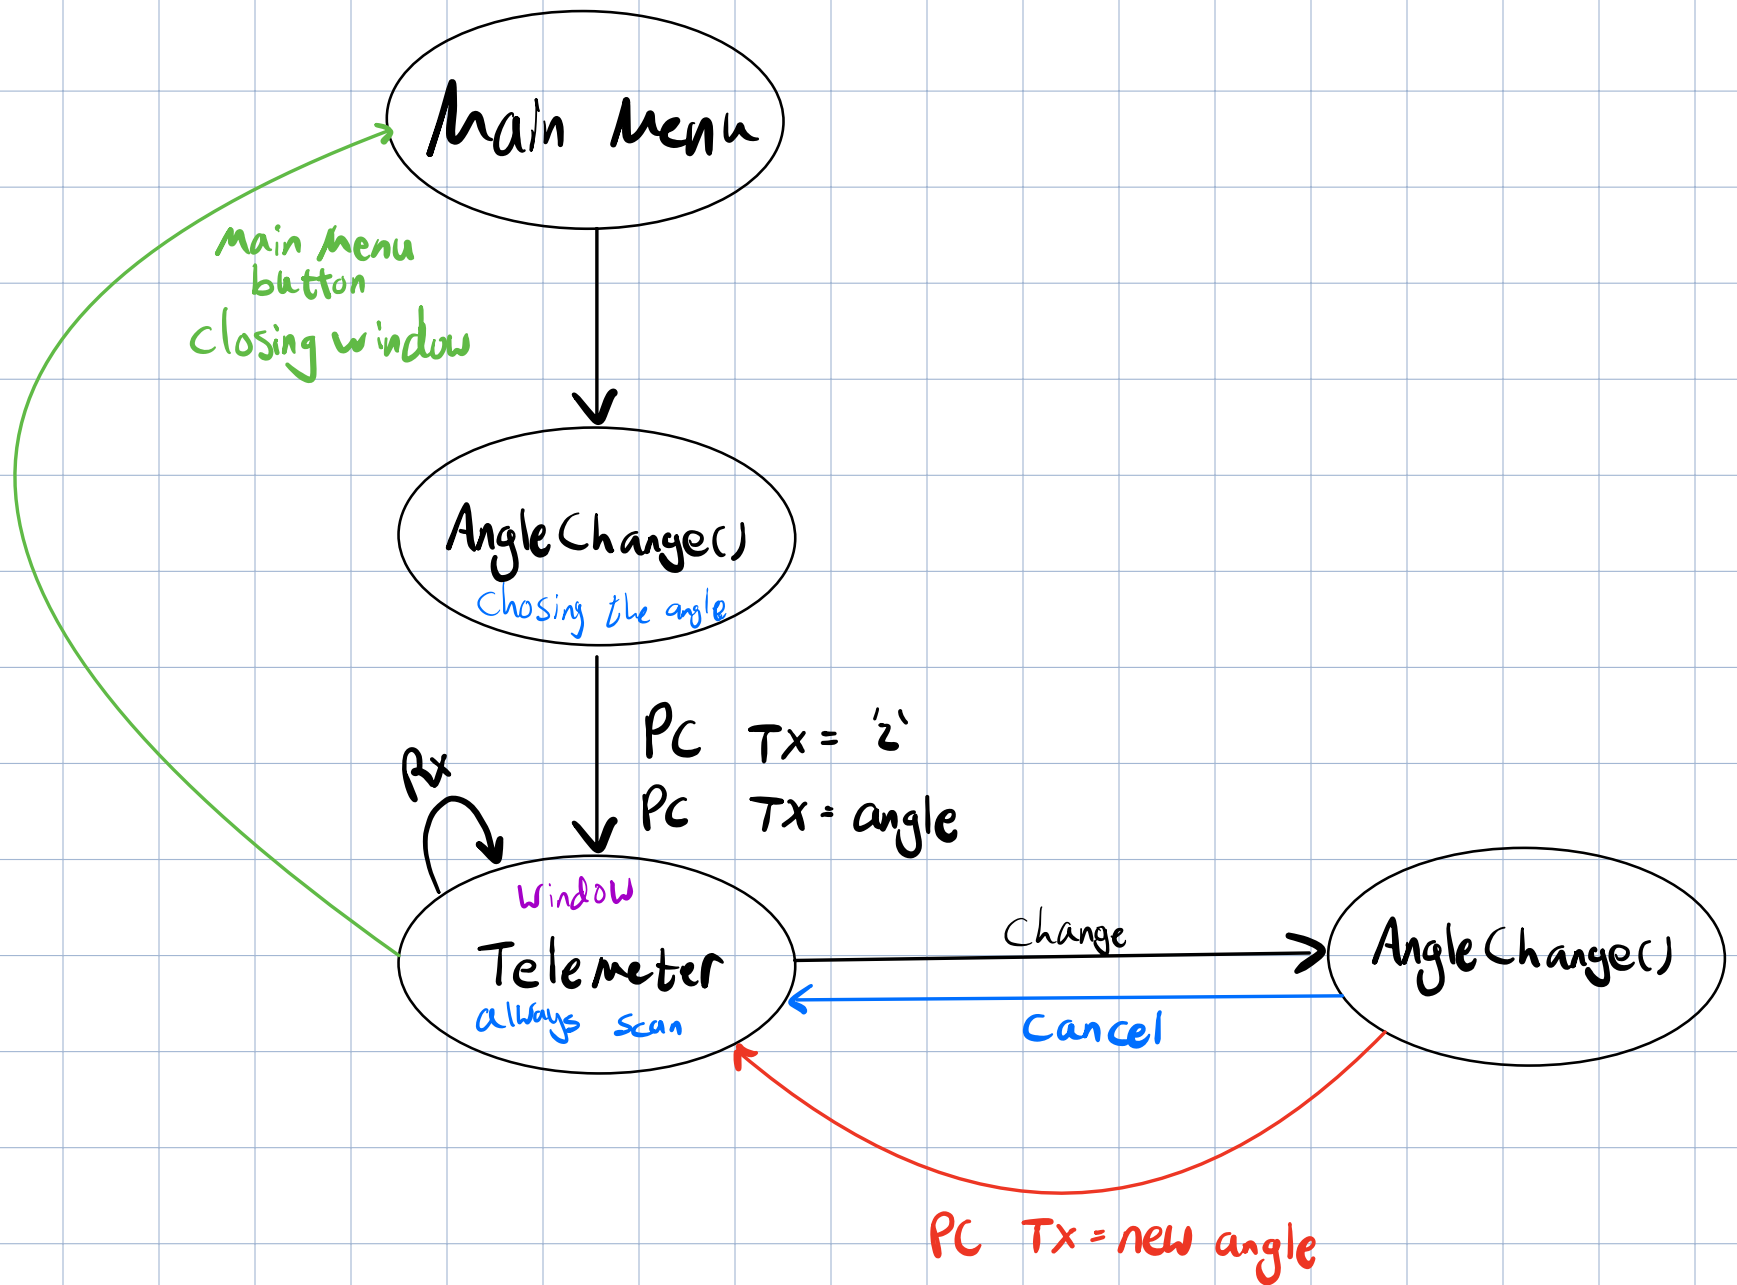 Main Menu
Main Menu
button
Closing window
AngleChange()
Chosing the angle
PC TX = '2'
PC TX = angle
Rx
Window
Telemeter
always scan
Change
AngleChange()
Cancel
PC TX = new angle